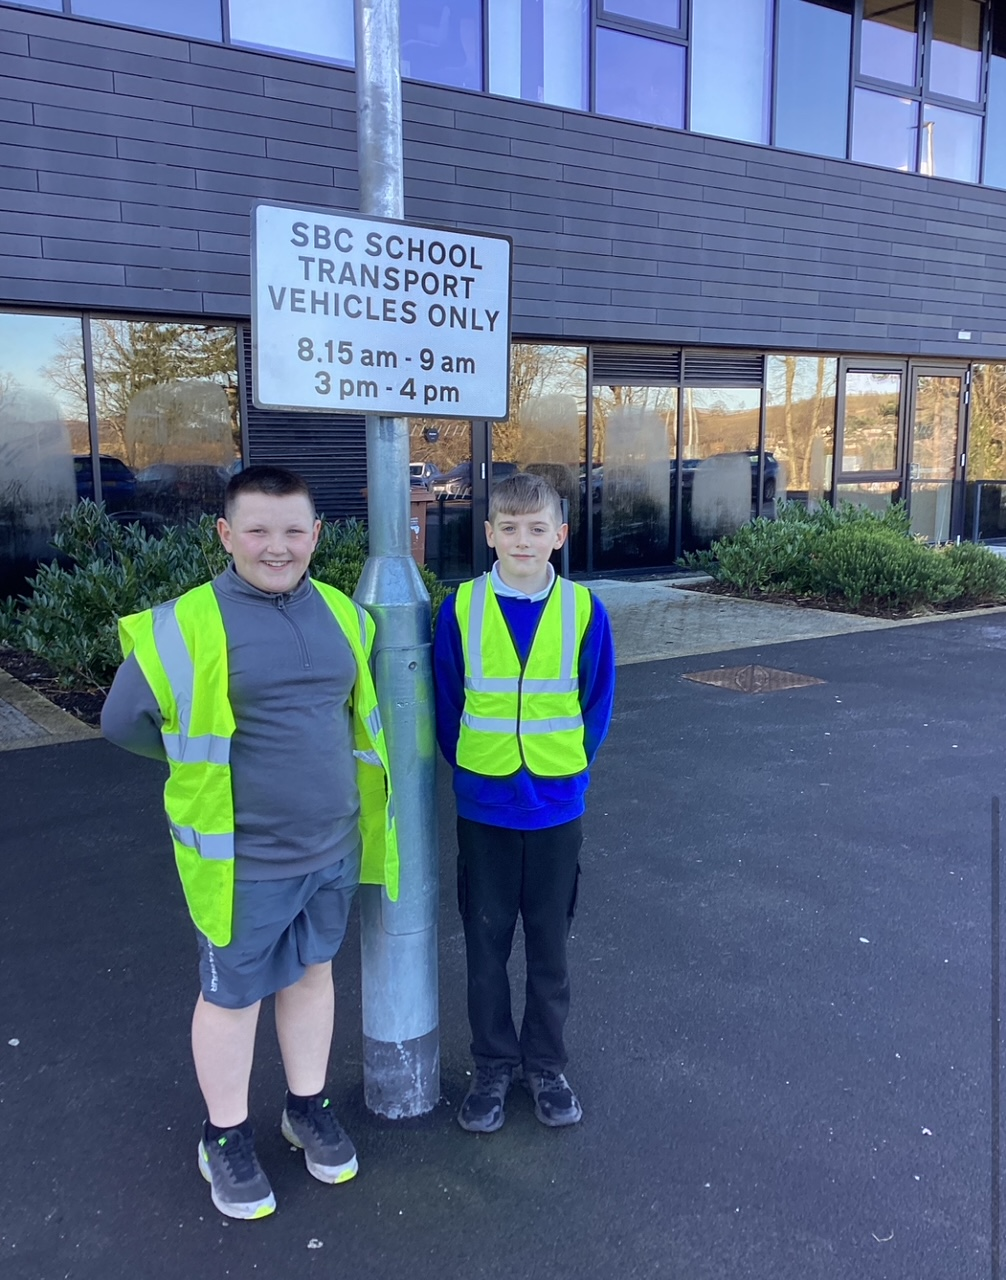 SBC SCHOOL
TRANSPORT
VEHICLES ONLY
8.15 am - 9 am
3 pm - 4 pm